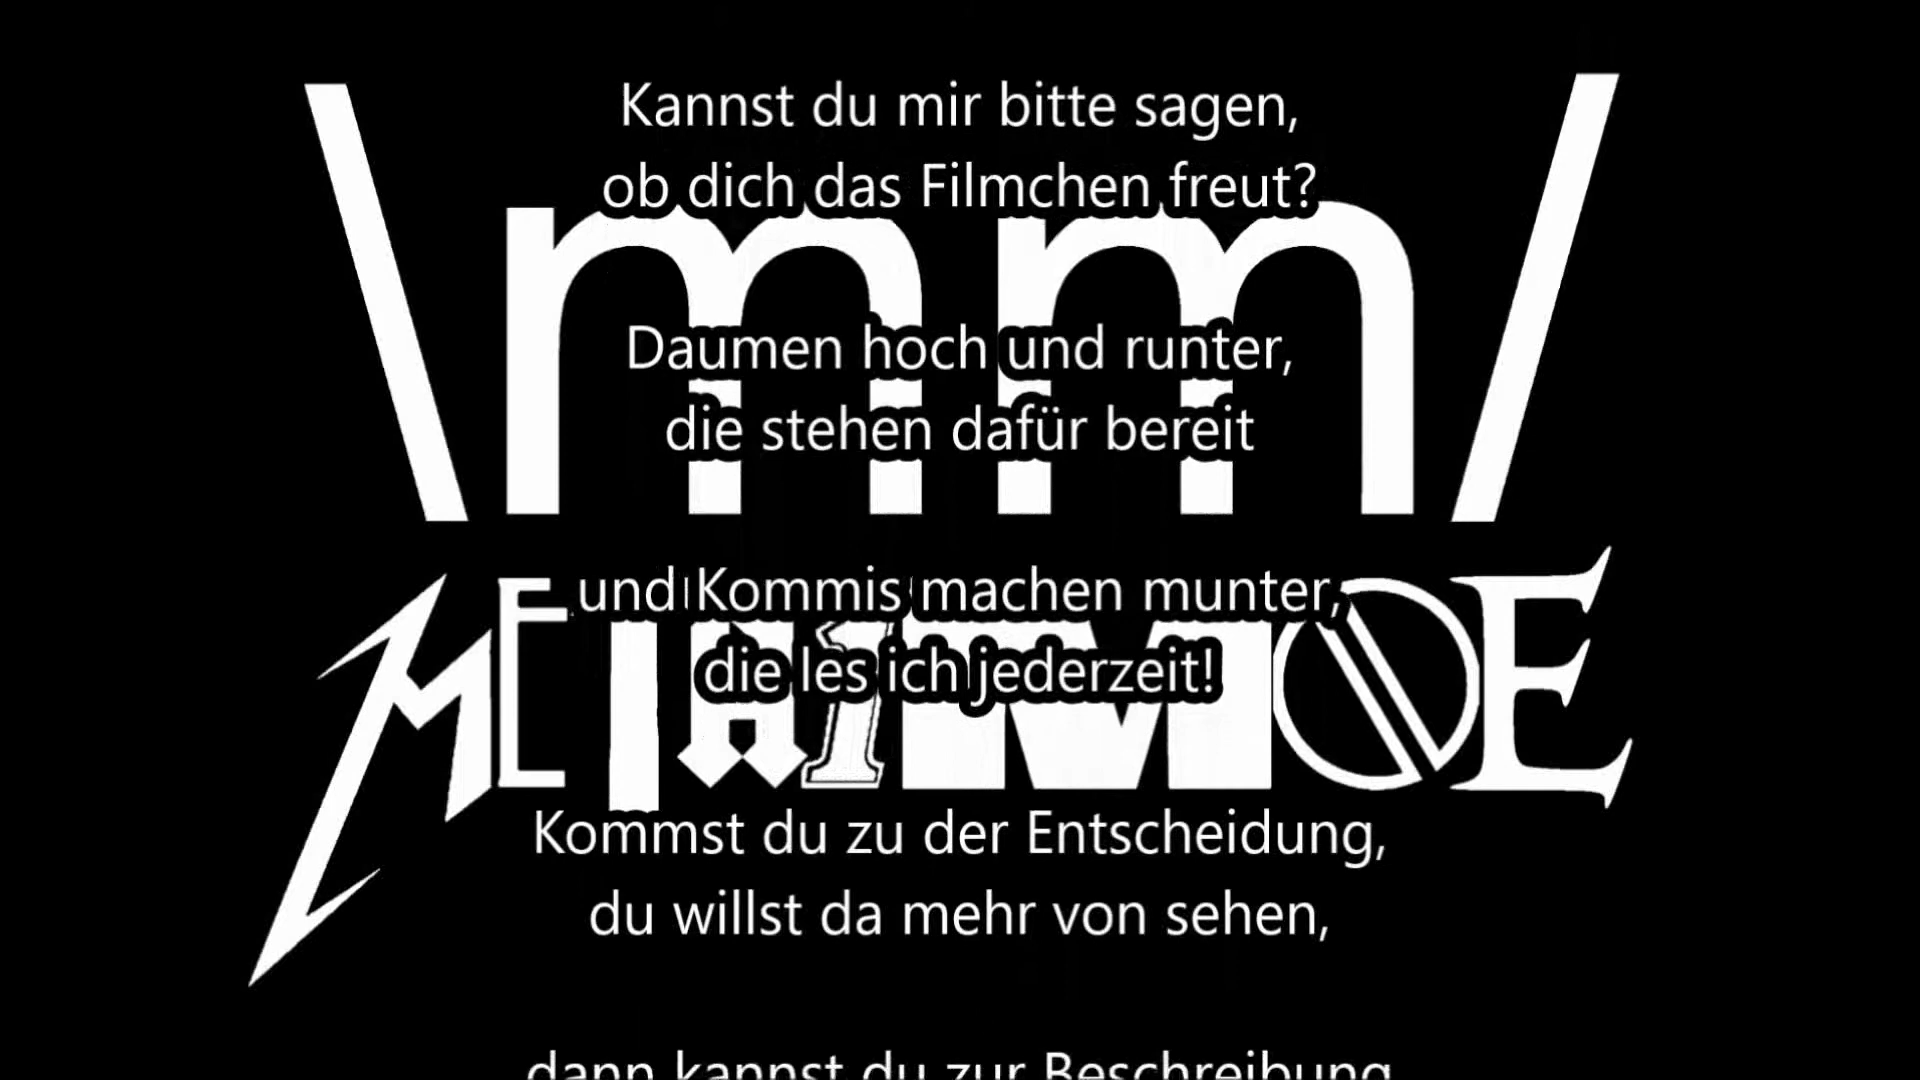 Kannst du mir bitte sagen,
ob dich das Filmchen freut?
\mm/
Daumen hoch und runter,
die stehen dafür bereit
und Kommis machen munter,
die les ich jederzeit!
Kommst du zu der Entscheidung,
du willst da mehr von sehen,
dann kannst du zur Beschreibung